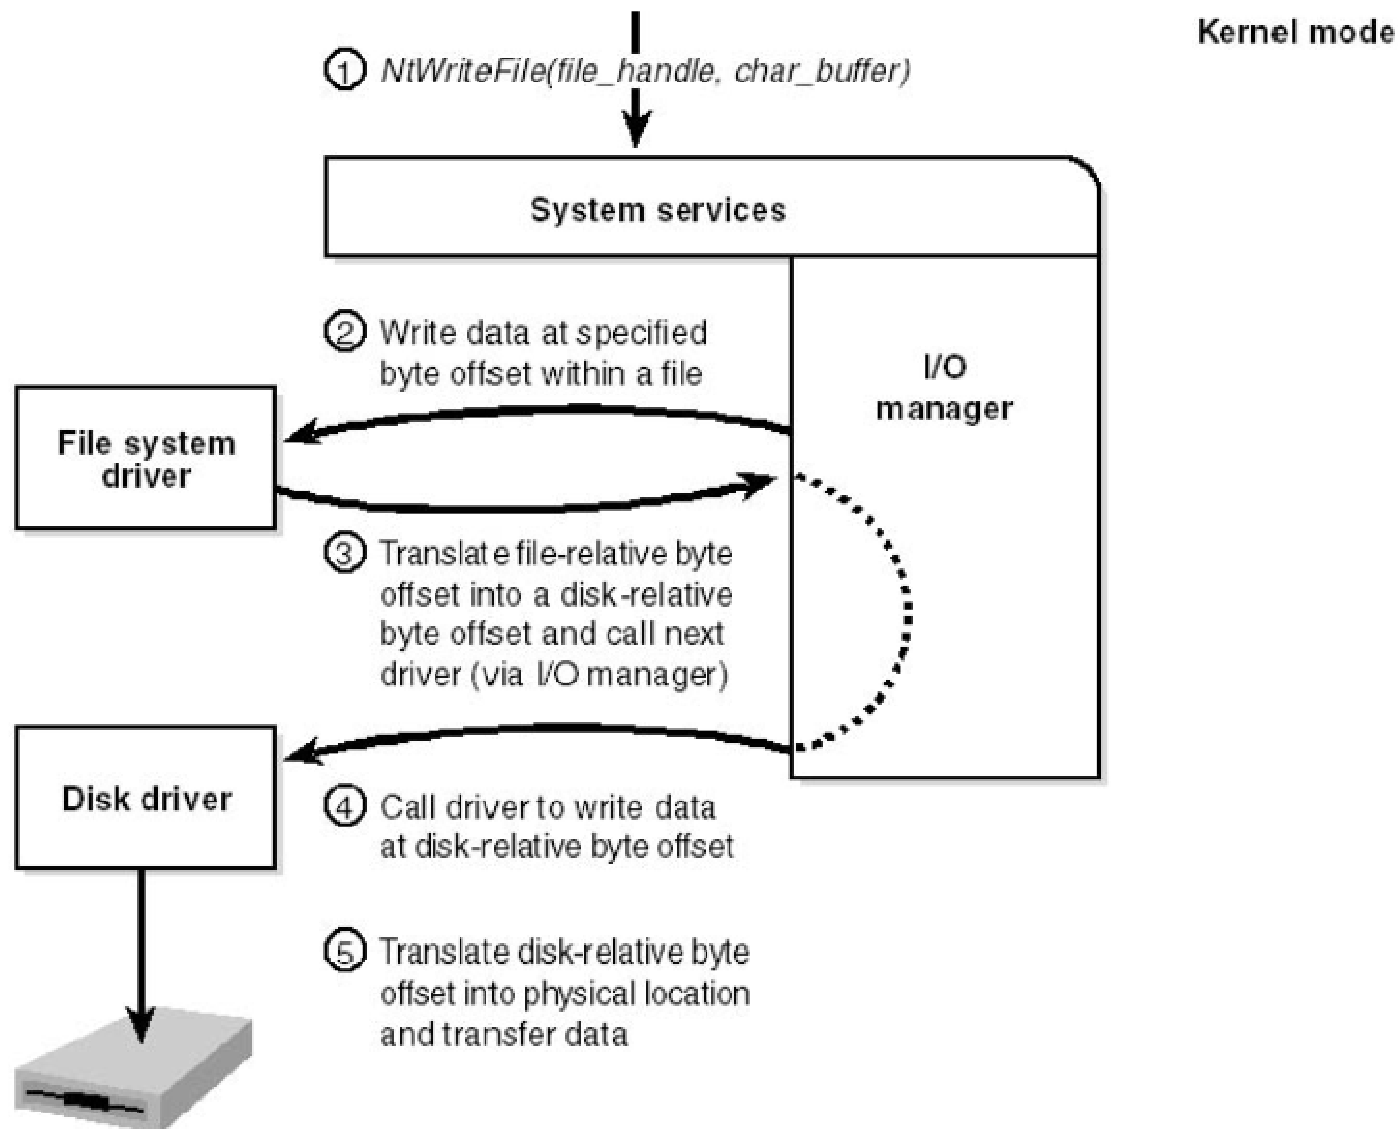 Kernel mode
1 NtWriteFile(file_handle, char_buffer)
System services
2 Write data at specified
byte offset within a file
I/O
manager
File system
driver
3 Translate file-relative byte
offset into a disk-relative
byte offset and call next
driver (via I/O manager)
Disk driver
4 Call driver to write data
at disk-relative byte offset
5 Translate disk-relative byte
offset into physical location
and transfer data